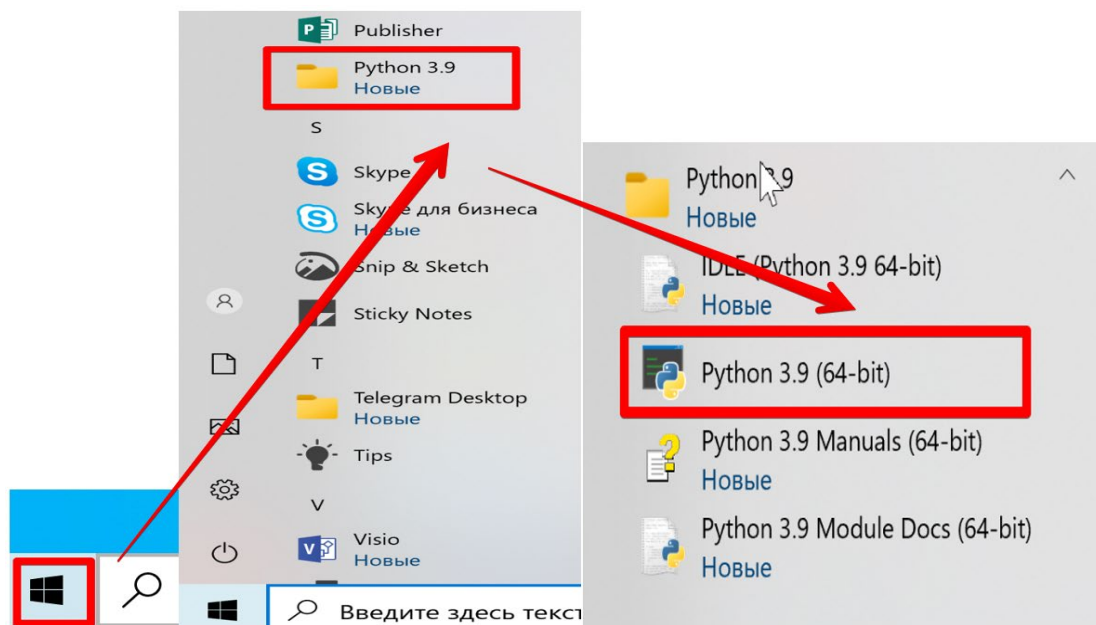 Publisher
Python 3.9
Новые
S
Skype
Skype для бизнеса
Новые
Snip & Sketch
Sticky Notes
T
Telegram Desktop
Новые
Tips
V
Visio
Новые
Введите здесь текст
Python 3.9
Новые
IDLE (Python 3.9 64-bit)
Новые
Python 3.9 (64-bit)
Python 3.9 Manuals (64-bit)
Новые
Python 3.9 Module Docs (64-bit)
Новые